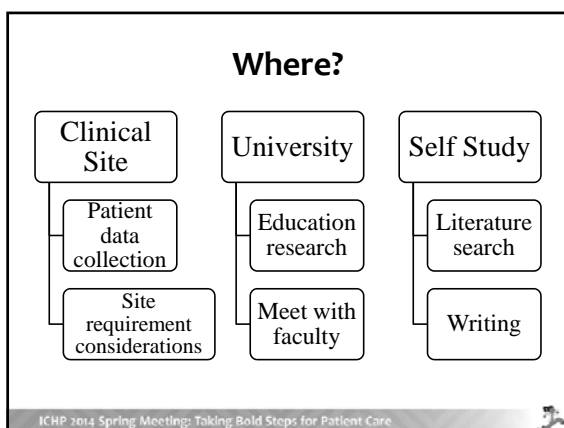 Where?
Clinical
Site
Patient
data
collection
Site
requirement
considerations
University
Education
research
Meet with
faculty
Self Study
Literature
search
Writing
ICHP 2014 Spring Meeting: Taking Bold Steps for Patient Care